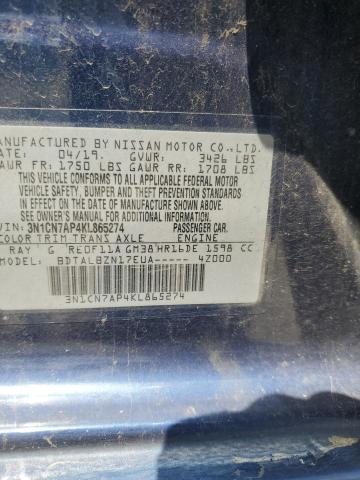 MANUFACTURED BY NISSAN MOTOR CO.,LTD.
DATE: 04/19. GVWR: 3426 LBS
GAWR FR: 1750 LBS GAWR RR: 1708 LBS
THIS VEHICLE CONFORMS TO ALL APPLICABLE FEDERAL MOTOR
VEHICLE SAFETY, BUMPER AND THEFT PREVENTION STANDARDS
IN EFFECT ON THE DATE OF MANUFACTURE SHOWN ABOVE.
SEE OWNER'S MANUAL FOR ADDITIONAL INFORMATION.
VIN: 3N1CN7AP4KL865274 PASSENGER CAR.
COLOR TRIM TRANS AXLE ENGINE
RAY G RE0F11A GM38 HR16DE 1598 CC
MODEL: BDTALBZN17EUA----- 4Z000
3N1CN7AP4KL865274